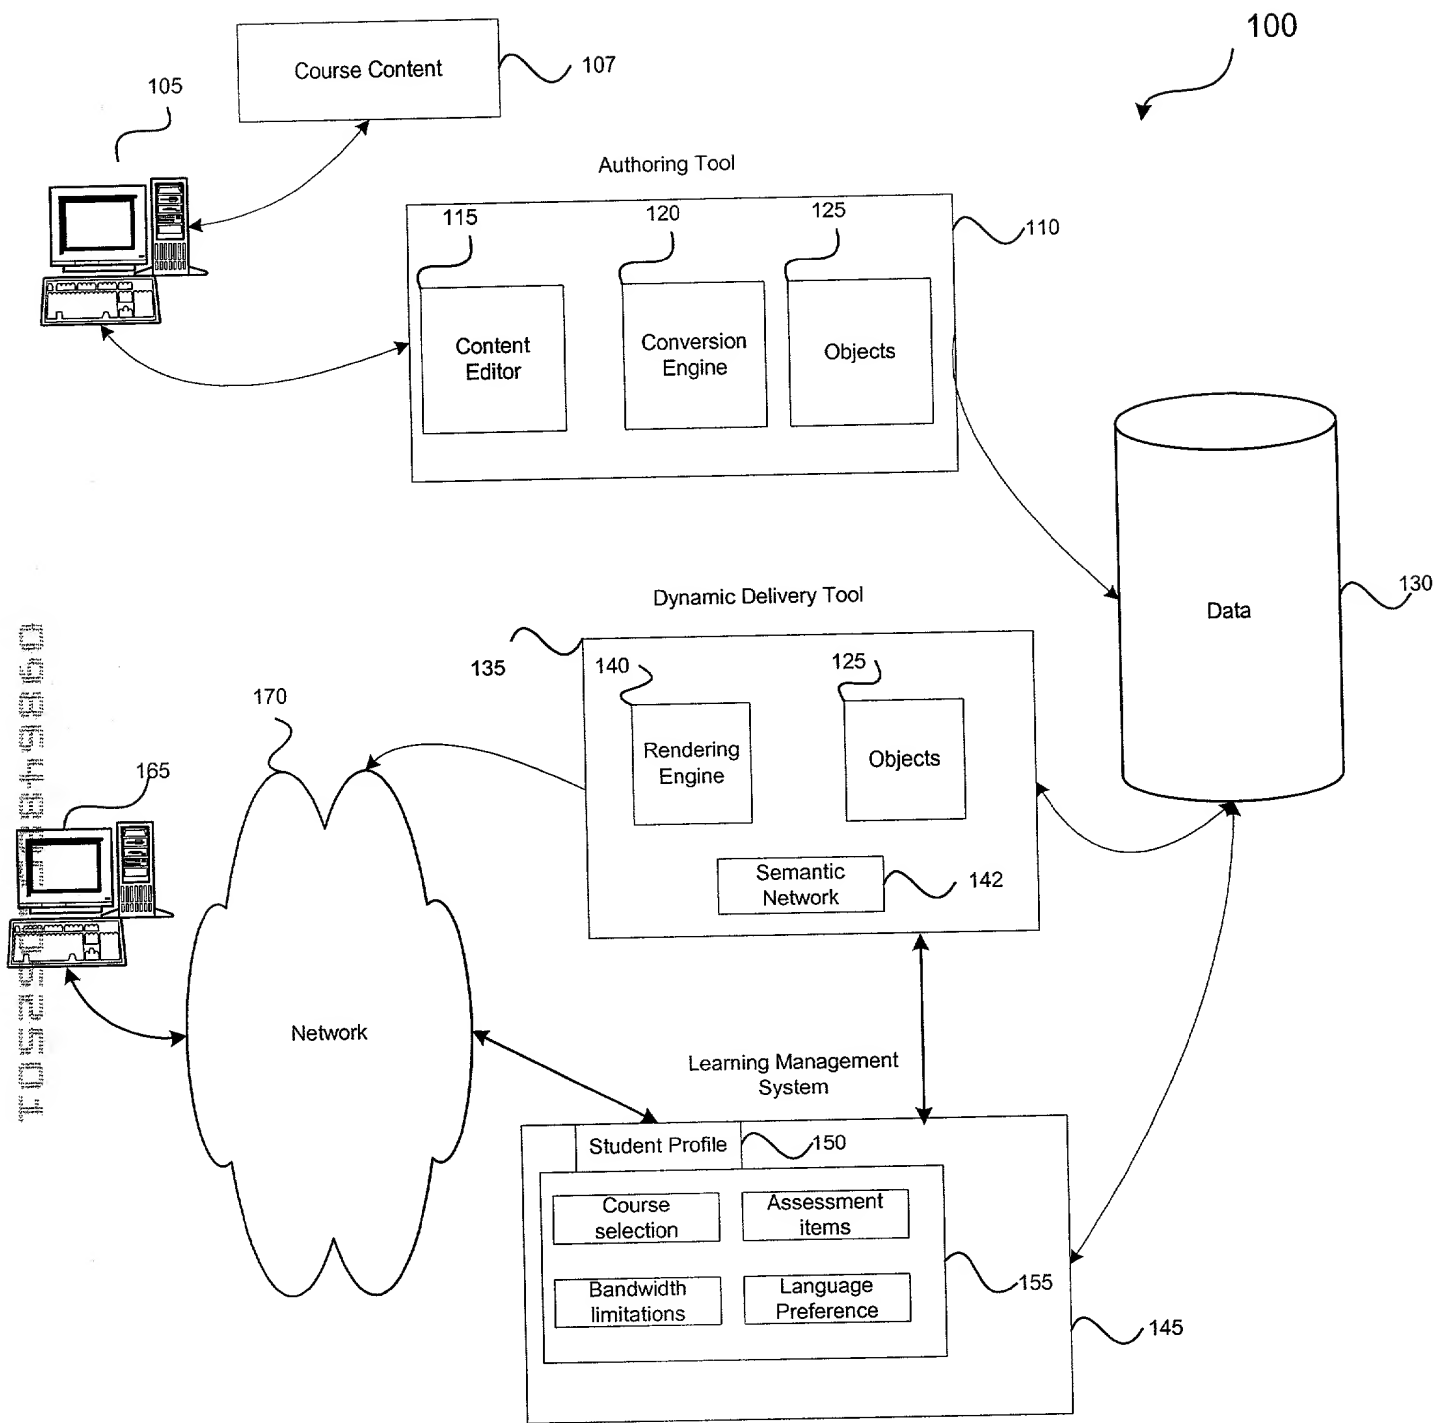 100
Course Content
107
105
Authoring Tool
115
120
125
110
Content
Editor
Conversion
Engine
Objects
Data
130
Dynamic Delivery Tool
135
140
125
Rendering
Engine
Objects
170
165
Semantic
Network
142
Network
Learning Management
System
Student Profile
150
Course
selection
Assessment
items
Bandwidth
limitations
Language
Preference
155
145